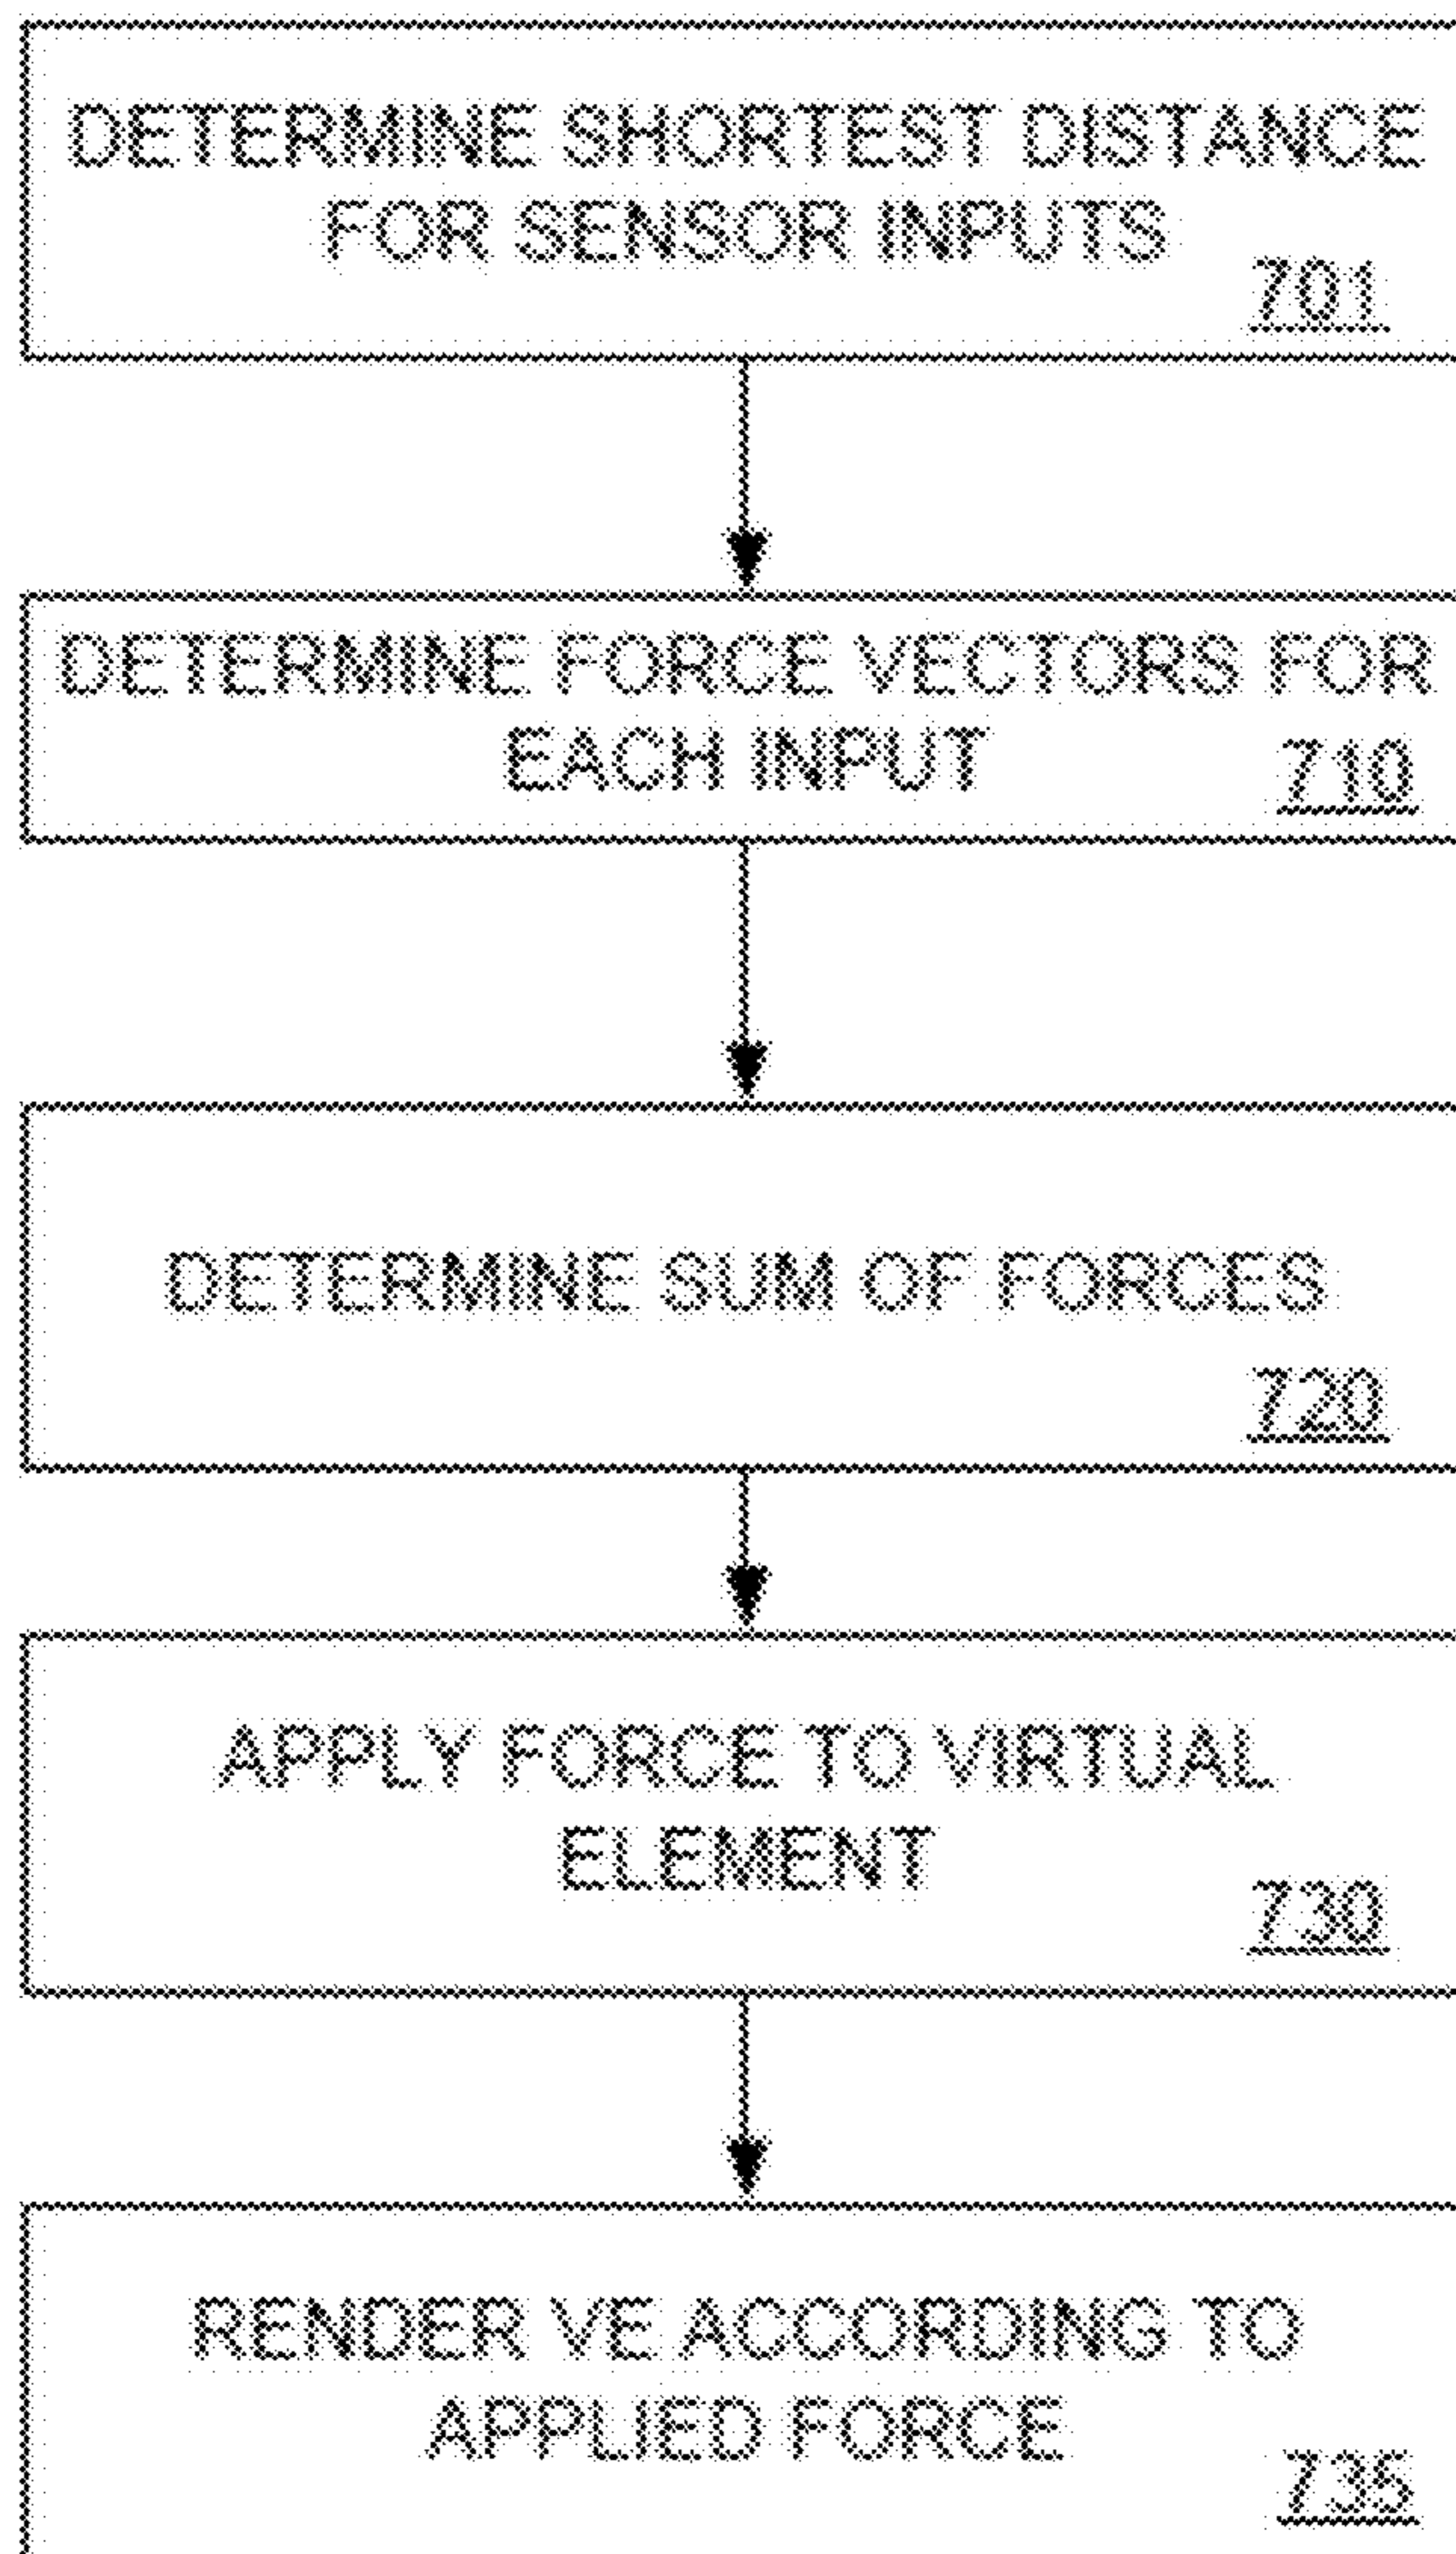 DETERMINE SHORTEST DISTANCE
FOR SENSOR INPUTS
701
DETERMINE FORCE VECTORS FOR
EACH INPUT
710
DETERMINE SUM OF FORCES
720
APPLY FORCE TO VIRTUAL
ELEMENT
730
RENDER VE ACCORDING TO
APPLIED FORCE
735